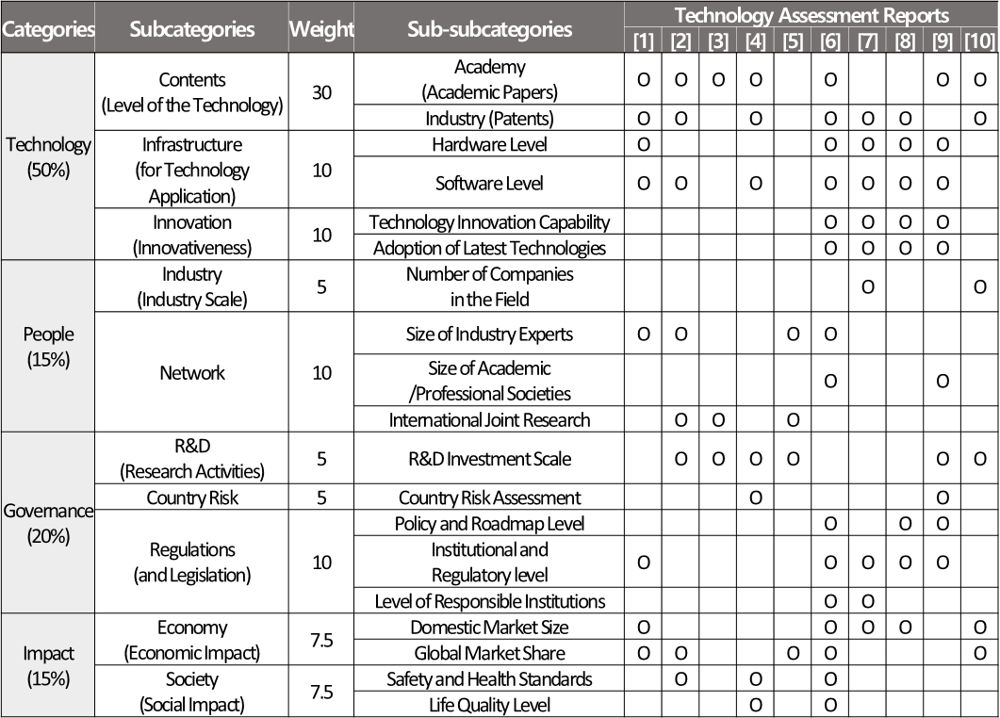 Categories Subcategories Weight Sub-subcategories Technology Assessment Reports
[1] [2] [3] [4] [5] [6] [7] [8] [9] [10]
Technology
(50%)
Contents
(Level of the Technology)
30
Academy
(Academic Papers)
O O O O O O O
Industry (Patents) O O O O O O O
Infrastructure
(for Technology
Application)
10
Hardware Level O O O O O
Software Level O O O O O O O
Innovation
(Innovativeness)
10
Technology Innovation Capability O O O O
Adoption of Latest Technologies O O O O
People
(15%)
Industry
(Industry Scale)
5
Number of Companies
in the Field
O O
Network
10
Size of Industry Experts O O O O
Size of Academic
/Professional Societies
O O
International Joint Research O O O
Governance
(20%)
R&D
(Research Activities)
5
R&D Investment Scale O O O O O O
Country Risk 5 Country Risk Assessment O O
Regulations
(and Legislation)
10
Policy and Roadmap Level O O O
Institutional and
Regulatory level
O O O O O
Level of Responsible Institutions O O
Impact
(15%)
Economy
(Economic Impact)
7.5
Domestic Market Size O O O O O
Global Market Share O O O O O
Society
(Social Impact)
7.5
Safety and Health Standards O O O
Life Quality Level O O